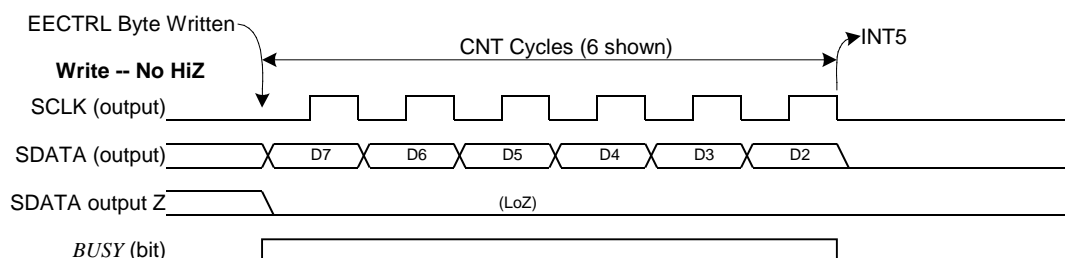 EECTRL Byte Written
CNT Cycles (6 shown)
INT5
Write -- No HiZ
SCLK (output)
SDATA (output) D7 D6 D5 D4 D3 D2
SDATA output Z (LoZ)
BUSY (bit)